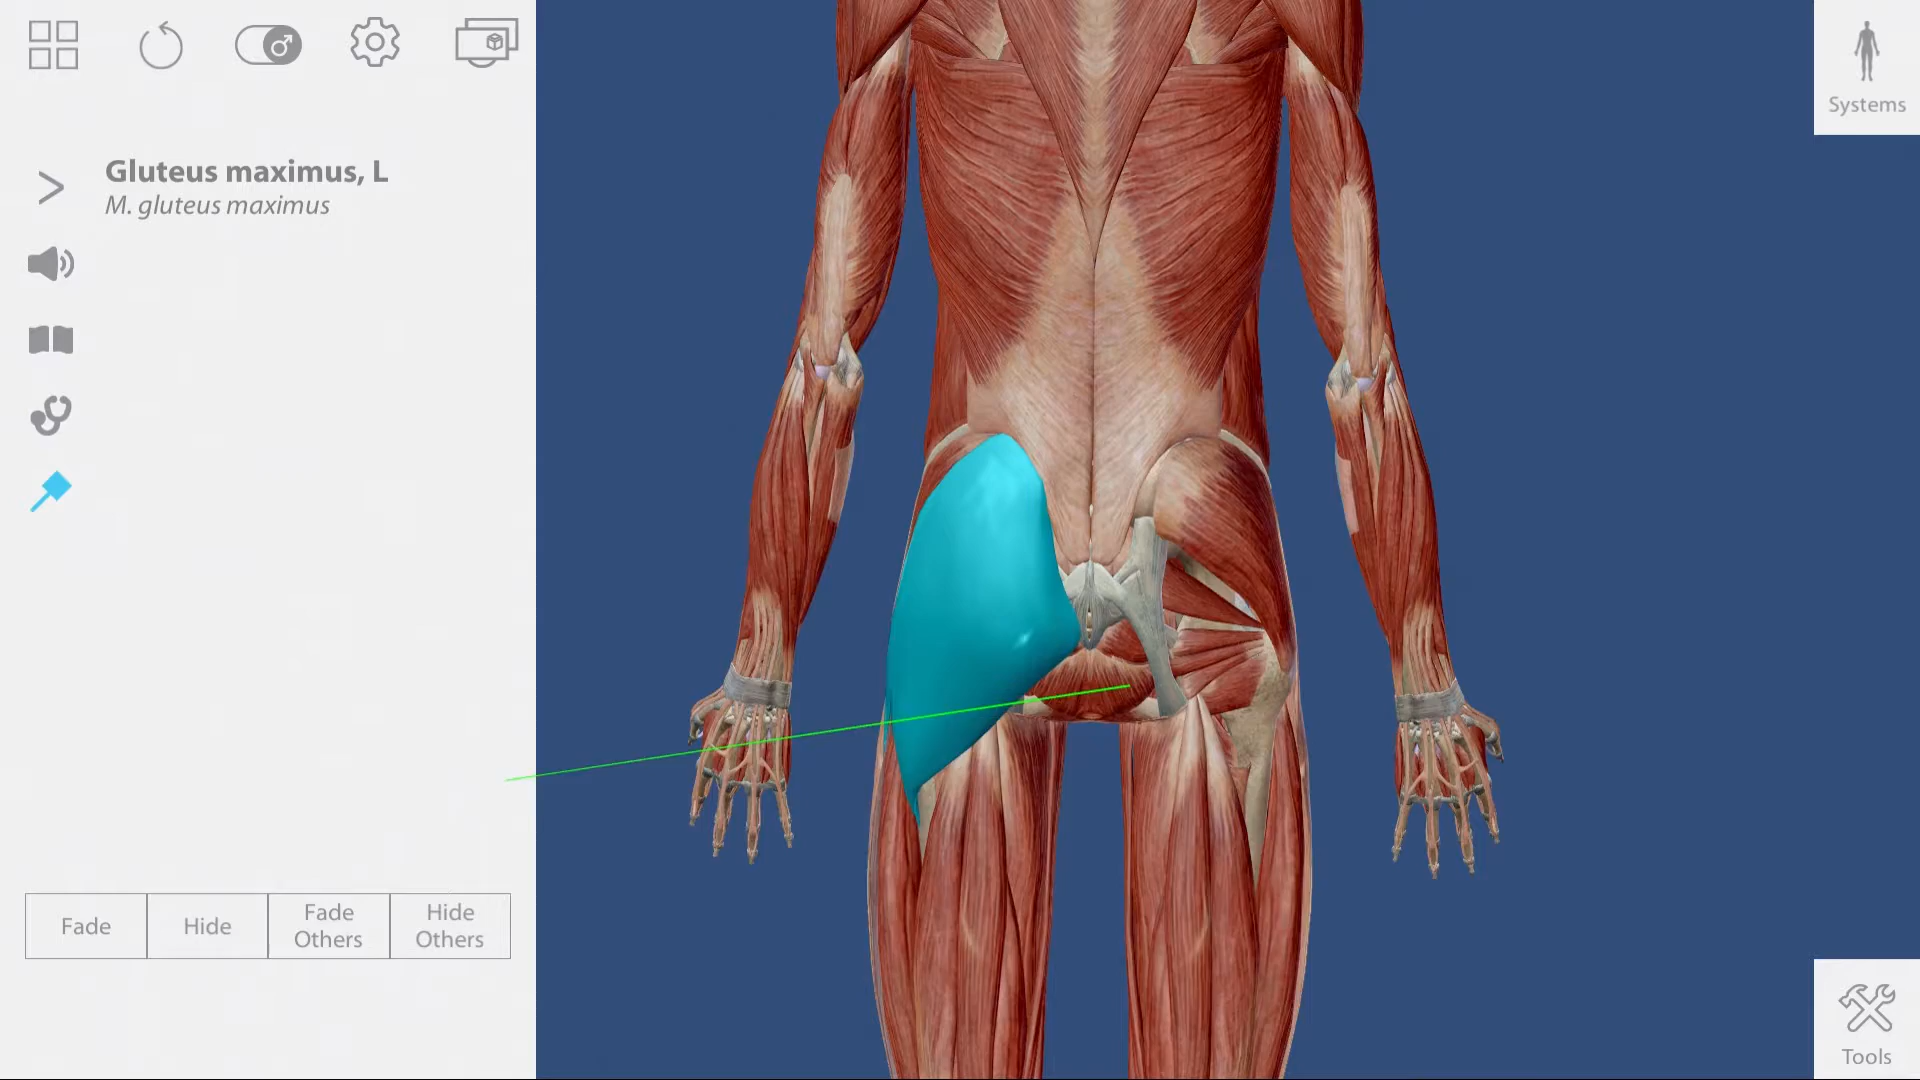 Systems
Gluteus maximus, L
M. gluteus maximus
Fade
Hide
Fade
Others
Hide
Others
Tools